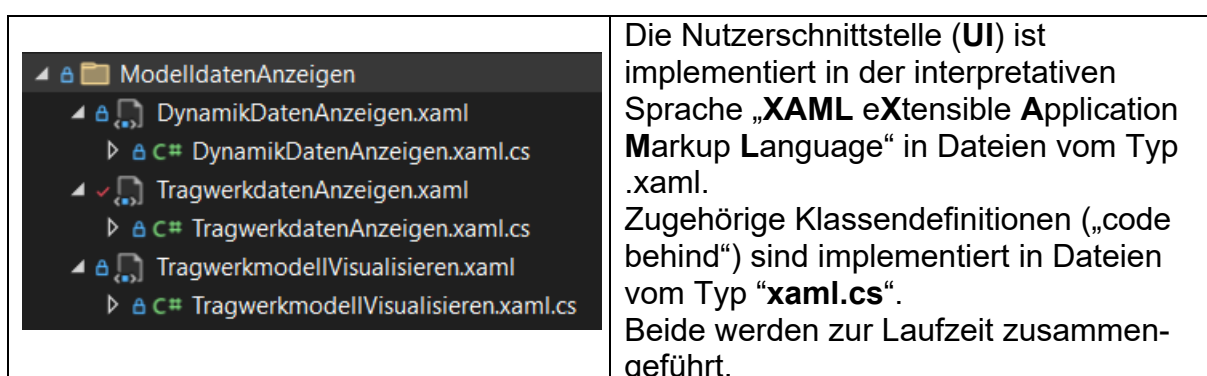 ModelldatenAnzeigen
DynamikDatenAnzeigen.xaml
C# DynamikDatenAnzeigen.xaml.cs
TragwerkdatenAnzeigen.xaml
C# TragwerkdatenAnzeigen.xaml.cs
TragwerkmodellVisualisieren.xaml
C# TragwerkmodellVisualisieren.xaml.cs
Die Nutzerschnittstelle (UI) ist
implementiert in der interpretativen
Sprache „XAML eXtensible Application
Markup Language“ in Dateien vom Typ
.xaml.
Zugehörige Klassendefinitionen („code
behind“) sind implementiert in Dateien
vom Typ “xaml.cs“.
Beide werden zur Laufzeit zusammen-
geführt.